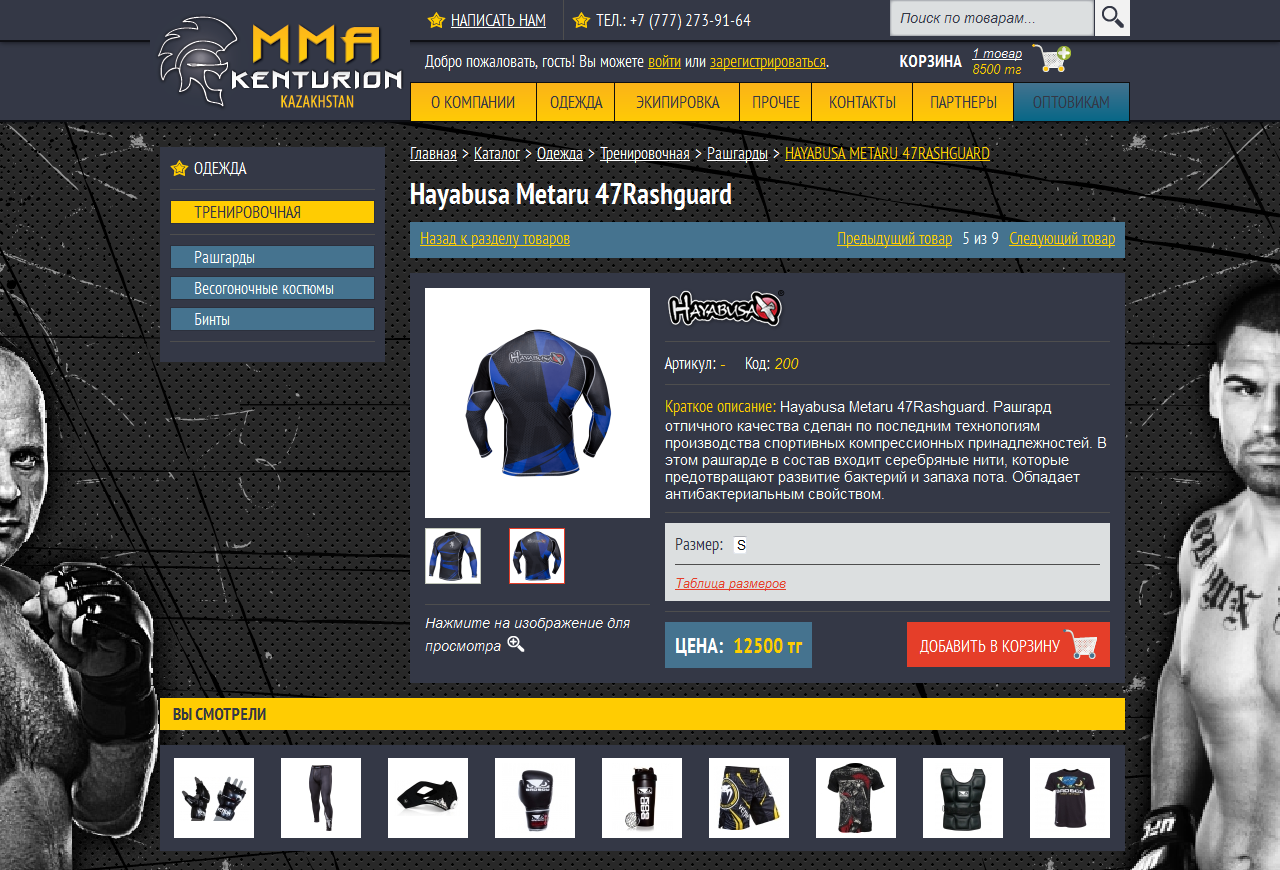 НАПИСАТЬ НАМ
ТЕЛ.: +7 (777) 273-91-64
Поиск по товарам...
MMA
KENTURION
KAZAKHSTAN
Добро пожаловать, гость! Вы можете войти или зарегистрироваться.
КОРЗИНА
1 товар
8500 тг
О КОМПАНИИ
ОДЕЖДА
ЭКИПИРОВКА
ПРОЧЕЕ
КОНТАКТЫ
ПАРТНЕРЫ
ОПТОВИКАМ
Главная > Каталог > Одежда > Тренировочная > Рашгарды > HAYABUSA METARU 47RASHGUARD
ОДЕЖДА
ТРЕНИРОВОЧНАЯ
Рашгарды
Весогоночные костюмы
Бинты
Hayabusa Metaru 47Rashguard
Назад к разделу товаров
Предыдущий товар 5 из 9 Следующий товар
HAYABUSA
HAYABUSA
Артикул: - Код: 200
Краткое описание: Hayabusa Metaru 47Rashguard. Рашгард
отличного качества сделан по последним технологиям
производства спортивных компрессионных принадлежностей. В
этом рашгарде в состав входит серебряные нити, которые
предотвращают развитие бактерий и запаха пота. Обладает
антибактериальным свойством.
Размер: S
Таблица размеров
Нажмите на изображение для
просмотра
ЦЕНА: 12500 тг
ДОБАВИТЬ В КОРЗИНУ
ВЫ СМОТРЕЛИ
BAD BOY